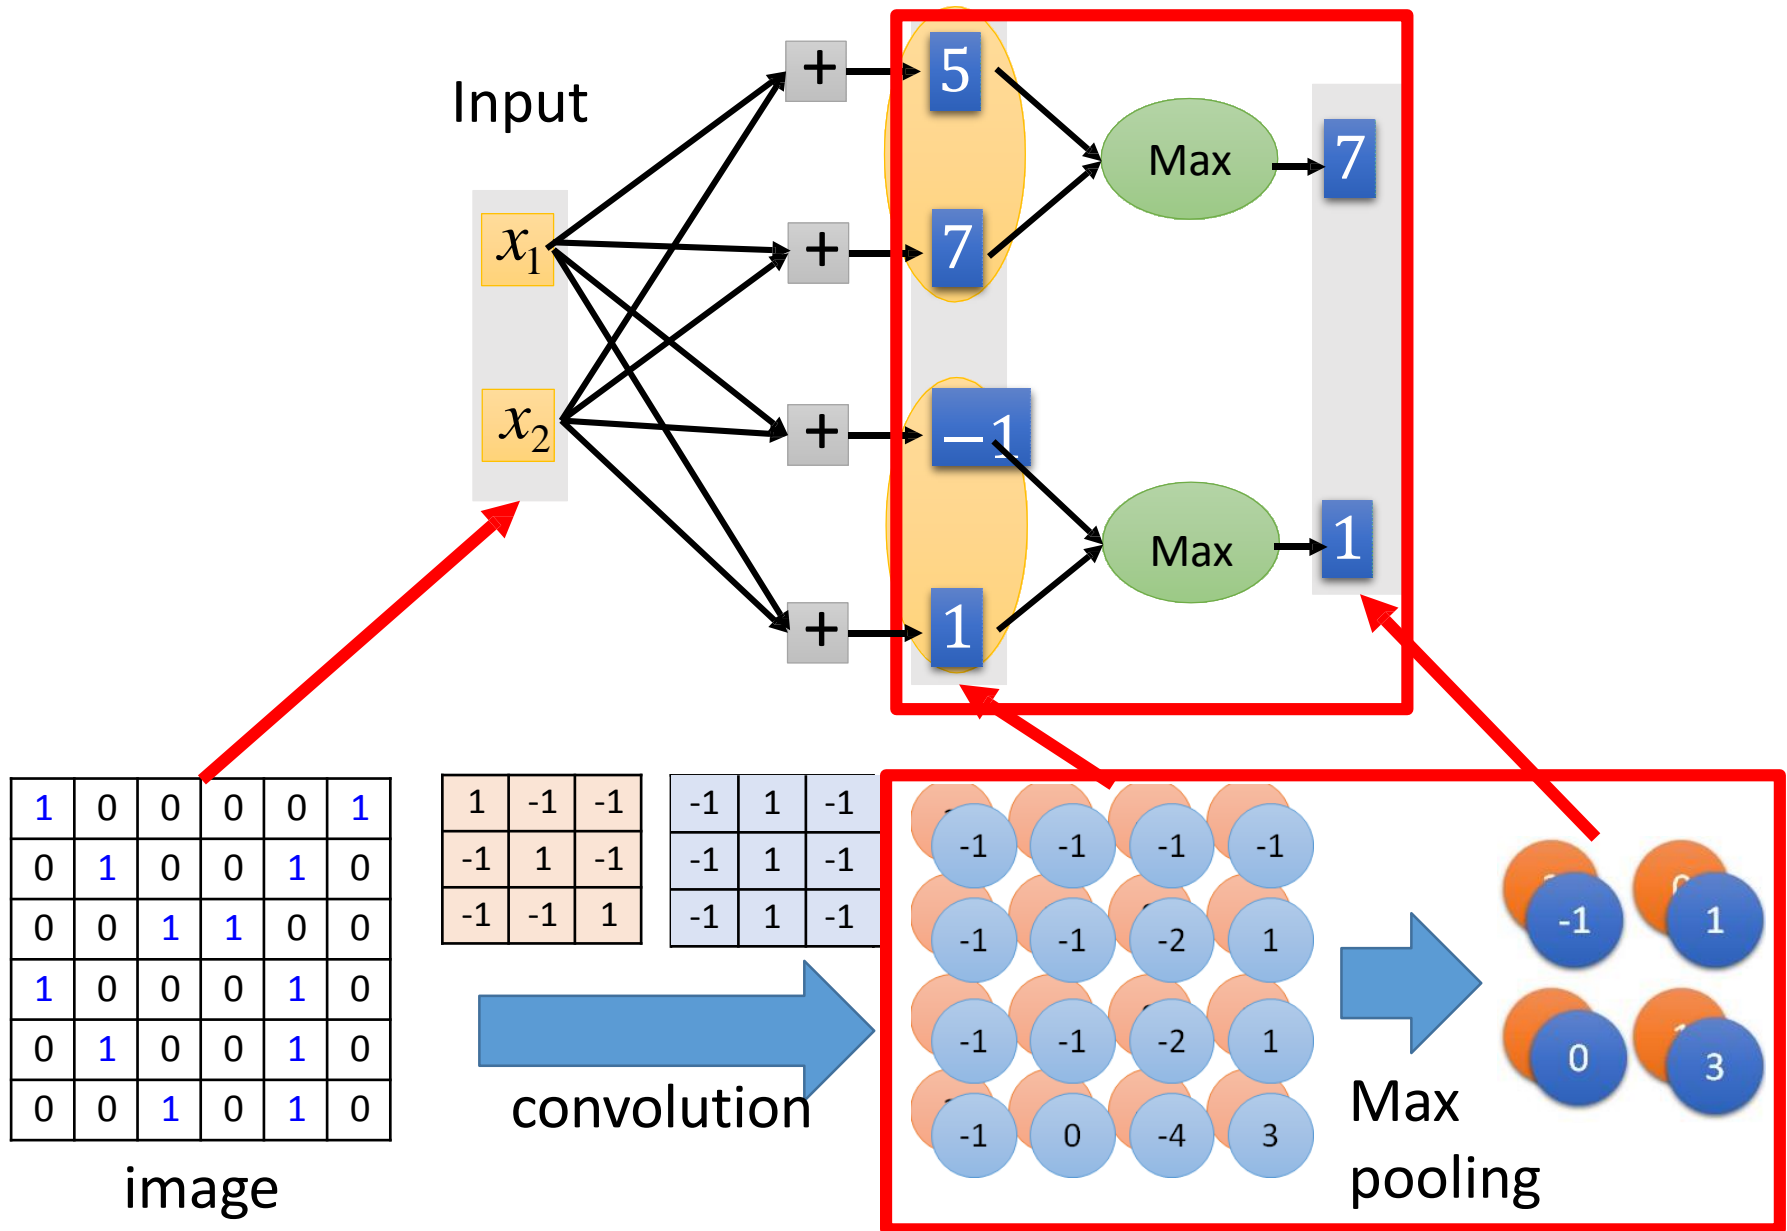 Input
+ 5
Max 7
x₁ + 7
x₂ + −1
Max 1
+ 1
1 0 0 0 0 1
0 1 0 0 1 0
0 0 1 1 0 0
1 0 0 0 1 0
0 1 0 0 1 0
0 0 1 0 1 0
image
1 -1 -1
-1 1 -1
-1 -1 1
-1 1 -1
-1 1 -1
-1 1 -1
convolution
-1 -1 -1 -1
-1 -1 -2 1
-1 -1 -2 1
-1 0 -4 3
Max
pooling
-1 1
0 3